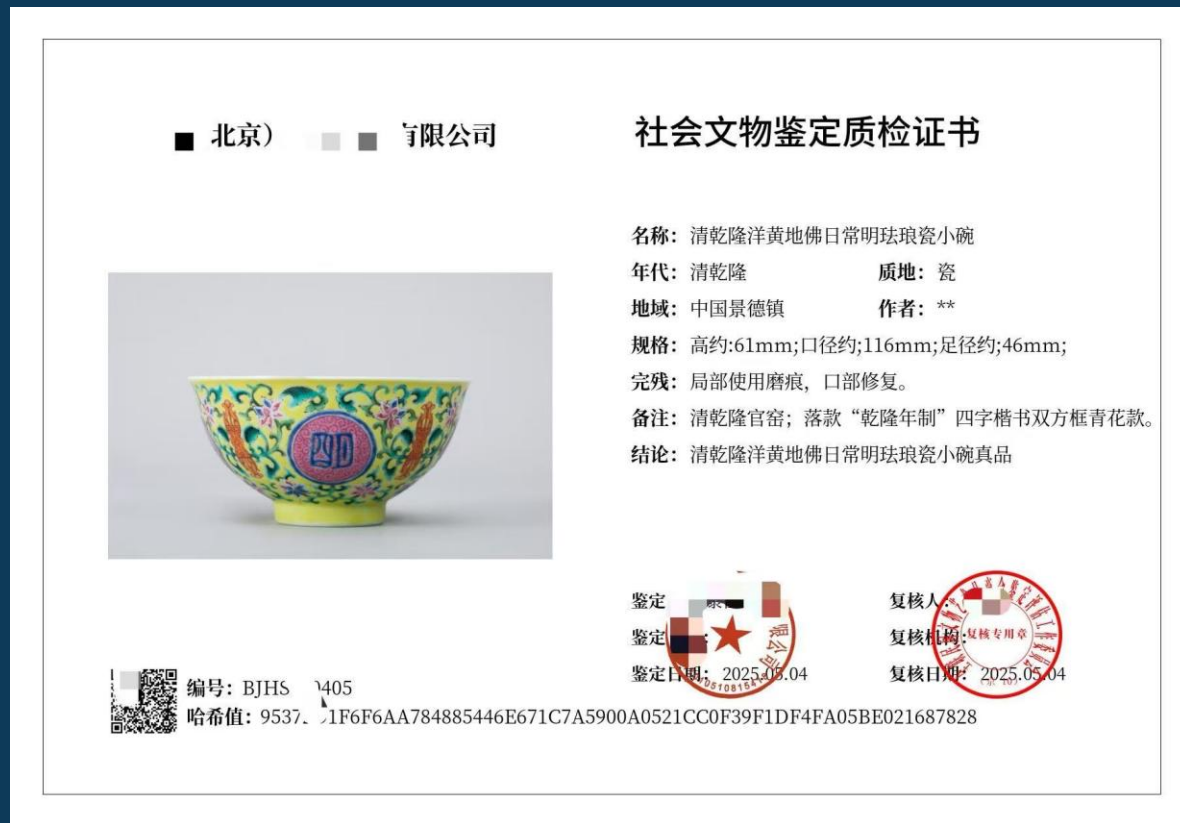 北京） 有限公司
社会文物鉴定质检证书
名称：清乾隆洋黄地佛日常明珐琅瓷小碗
年代：清乾隆 质地：瓷
地域：中国景德镇 作者：**
规格：高约:61mm;口径约;116mm;足径约;46mm;
完残：局部使用磨痕，口部修复。
备注：清乾隆官窑；落款“乾隆年制”四字楷书双方框青花款。
结论：清乾隆洋黄地佛日常明珐琅瓷小碗真品
鉴定 复核人：
鉴定 复核机构：
鉴定日期：2025.05.04 复核日期：2025.05.04
限公司
复核专用章
编号：BJHS 0405
哈希值：9537 1F6F6AA784885446E671C7A5900A0521CC0F39F1DF4FA05BE021687828